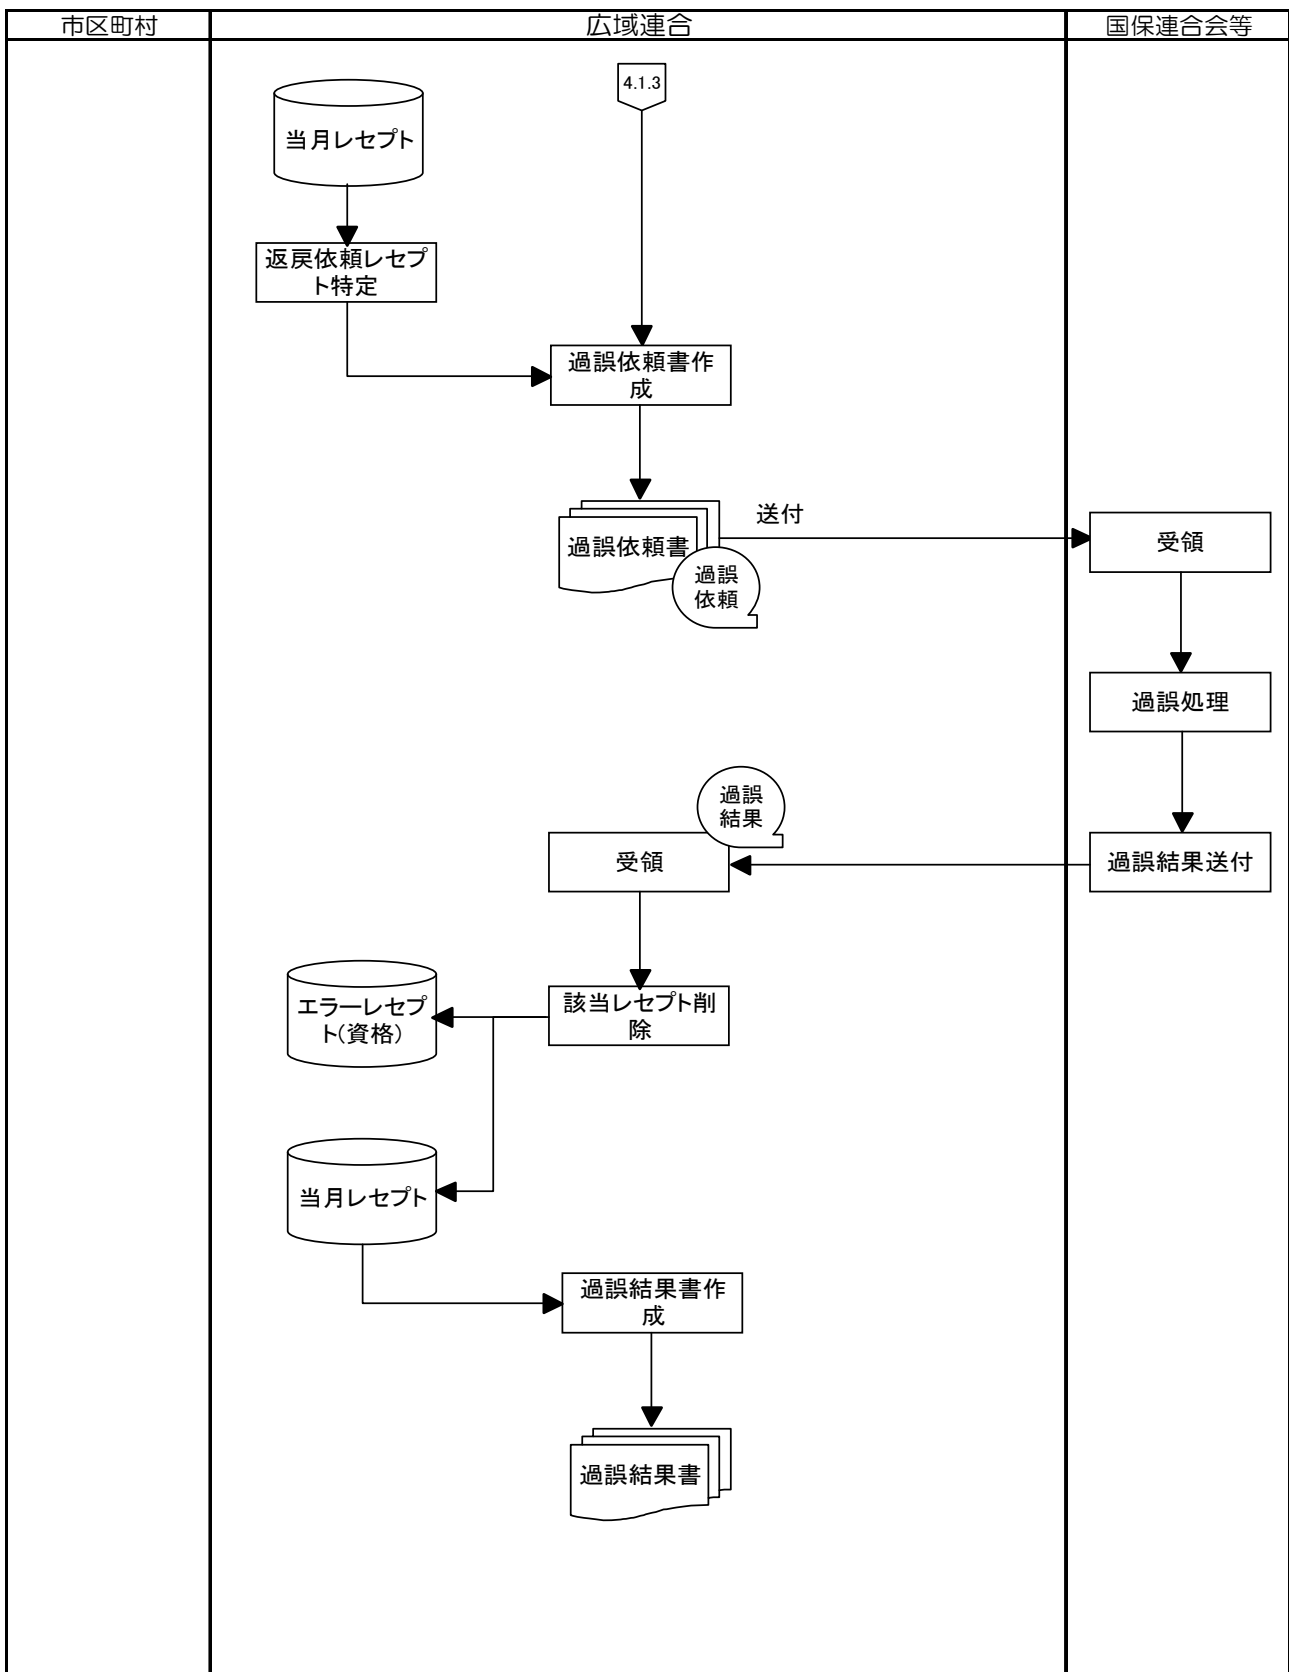 市区町村
広域連合
国保連合会等
4.1.3
当月レセプト
返戻依頼レセプ
ト特定
過誤依頼書作
成
過誤依頼書
過誤
依頼
送付
受領
過誤処理
過誤結果送付
過誤
結果
受領
該当レセプト削
除
エラーレセプ
ト(資格)
当月レセプト
過誤結果書作
成
過誤結果書